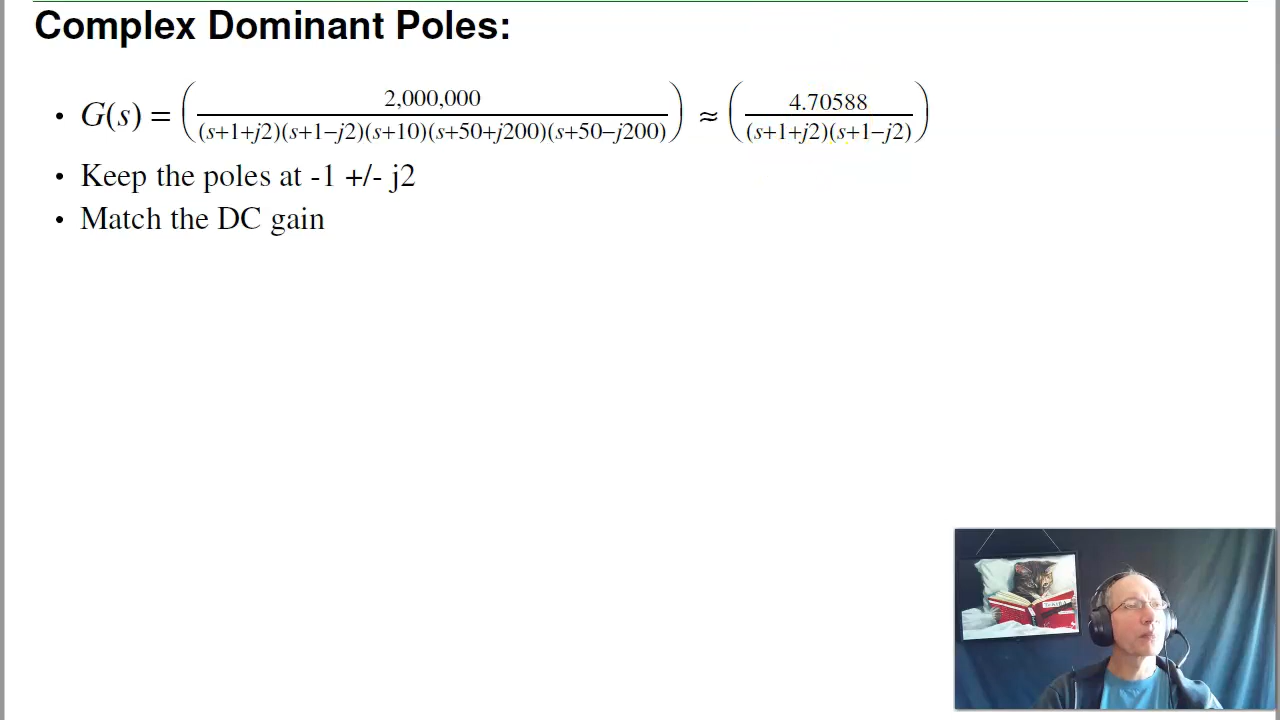 Complex Dominant Poles:
• G(s) = (2,000,000 / (s+1+j2)(s+1−j2)(s+10)(s+50+j200)(s+50−j200)) ≈ (4.70588 / (s+1+j2)(s+1−j2))
• Keep the poles at -1 +/- j2
• Match the DC gain